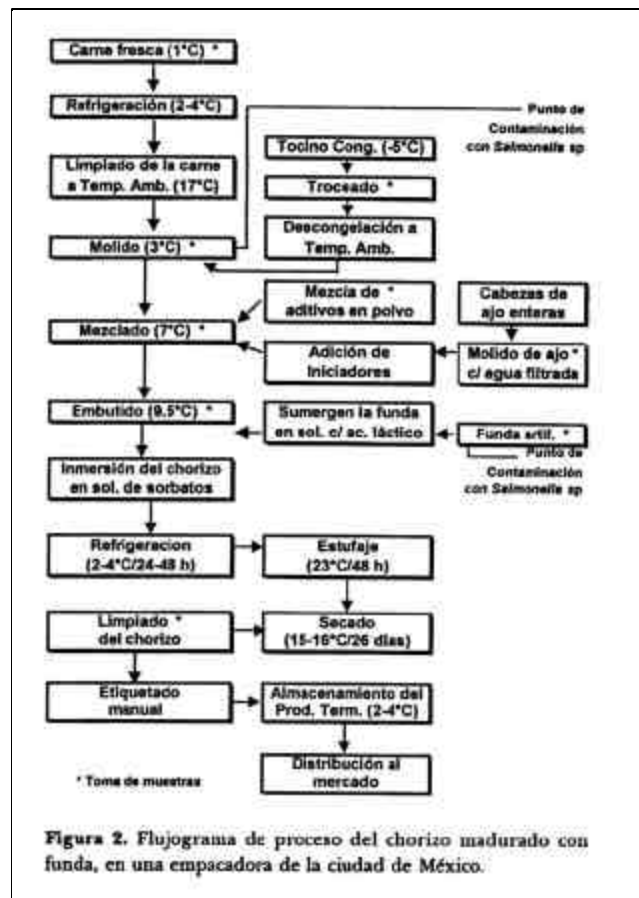 Carne fresca (1°C) *
Refrigeración (2-4°C)
Punto de
Contaminación
con Salmonella sp
Limpiado de la carne
a Temp. Amb. (17°C)
Tocino Cong. (-5°C)
Troceado *
Descongelación a
Temp. Amb.
Molido (3°C) *
Mezcla de *
aditivos en polvo
Cabezas de
ajo enteras
Mezclado (7°C) *
Adición de
Iniciadores
Molido de ajo *
c/ agua filtrada
Embutido (9.5°C) *
Sumergen la funda
en sol. c/ ac. láctico
Funda artif. *
Punto de
Contaminación
con Salmonella sp
Inmersión del chorizo
en sol. de sorbatos
Refrigeracion
(2-4°C/24-48 h)
Estufaje
(23°C/48 h)
Limpiado *
del chorizo
Secado
(15-16°C/26 dias)
Etiquetado
manual
Almacenamiento del
Prod. Term. (2-4°C)
Distribución al
mercado
* Toma de muestras
Figura 2. Flujograma de proceso del chorizo madurado con
funda, en una empacadora de la ciudad de México.